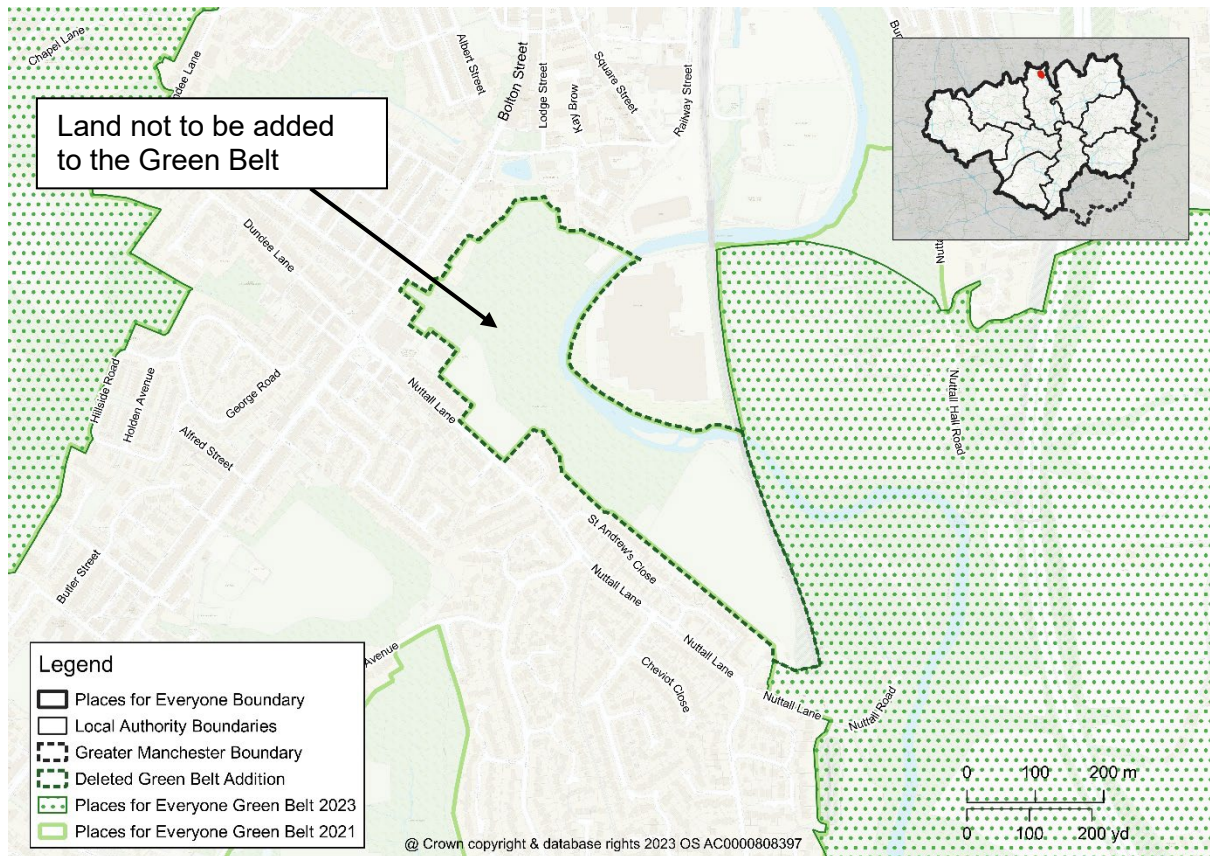 Chapel Lane
Dundee Lane
Albert Street
Bolton Street
Lodge Street
Kay Brow
Square Street
Railway Street
Land not to be added
to the Green Belt
Dundee Lane
Hillside Road
Holden Avenue
George Road
Alfred Street
Nuttall Lane
Nuttall Hall Road
Butler Street
St Andrew's Close
Nuttall Lane
Nuttall Lane
Cheviot Close
Nuttall Lane
Nuttall Road
Avenue
Legend
Places for Everyone Boundary
Local Authority Boundaries
Greater Manchester Boundary
Deleted Green Belt Addition
Places for Everyone Green Belt 2023
Places for Everyone Green Belt 2021
0 100 200 m
0 100 200 yd
@ Crown copyright & database rights 2023 OS AC0000808397